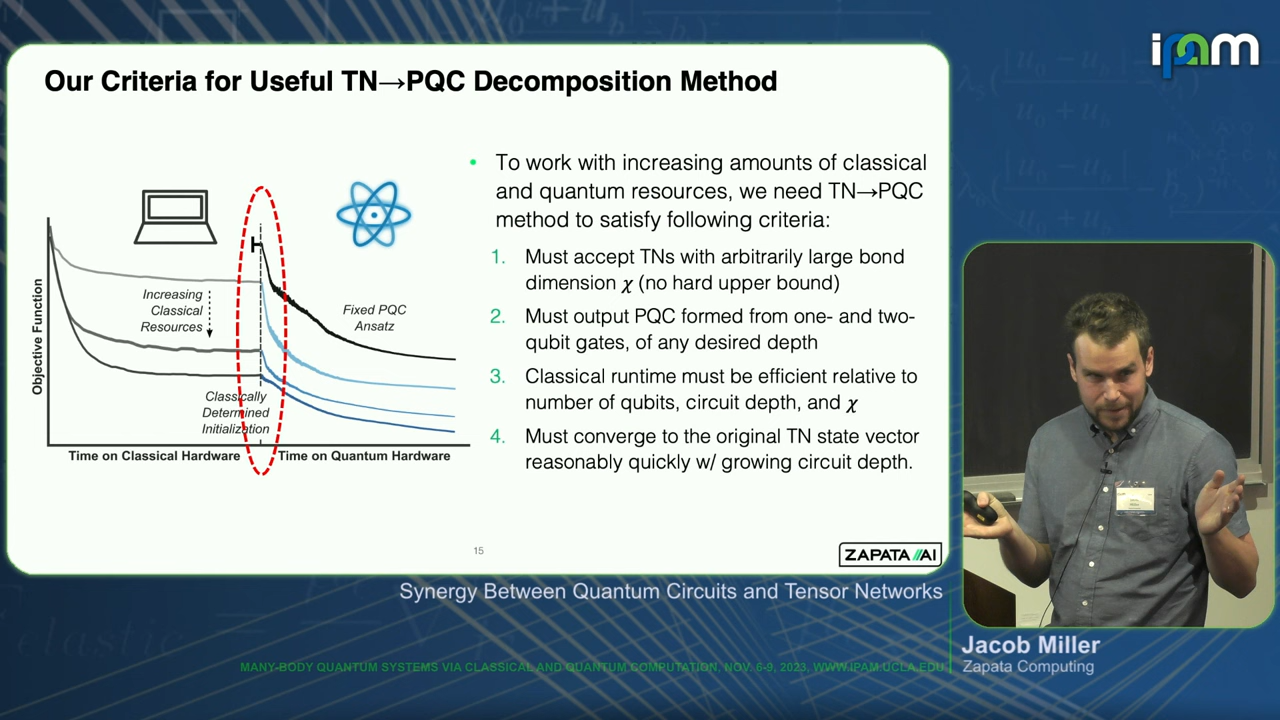 ipam
Our Criteria for Useful TN→PQC Decomposition Method
• To work with increasing amounts of classical
and quantum resources, we need TN→PQC
method to satisfy following criteria:
1. Must accept TNs with arbitrarily large bond
dimension χ (no hard upper bound)
2. Must output PQC formed from one- and two-
qubit gates, of any desired depth
3. Classical runtime must be efficient relative to
number of qubits, circuit depth, and χ
4. Must converge to the original TN state vector
reasonably quickly w/ growing circuit depth.
Objective Function
Increasing
Classical
Resources
Fixed PQC
Ansatz
Classically
Determined
Initialization
Time on Classical Hardware
Time on Quantum Hardware
15
ZAPATA//AI
Synergy Between Quantum Circuits and Tensor Networks
Jacob Miller
Zapata Computing
MANY-BODY QUANTUM SYSTEMS VIA CLASSICAL AND QUANTUM COMPUTATION, NOV. 6-9, 2023, WWW.IPAM.UCLA.EDU
elastic